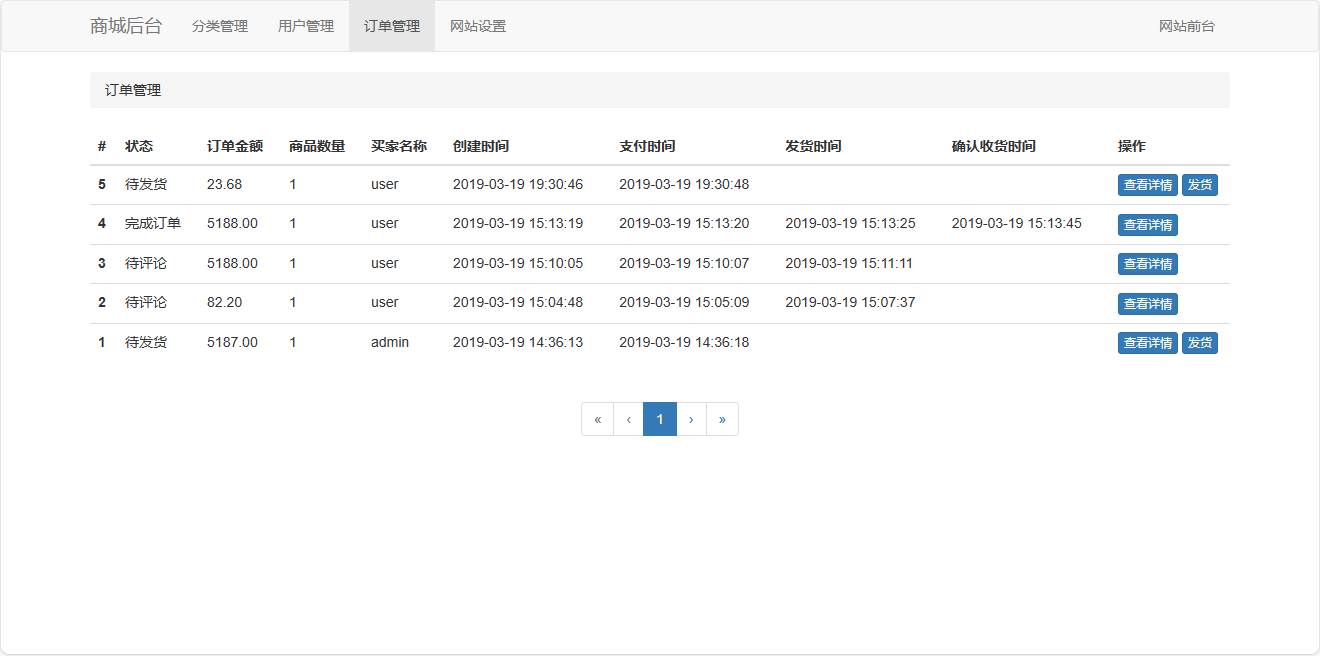 商城后台 分类管理 用户管理 订单管理 网站设置 网站前台
订单管理
# 状态 订单金额 商品数量 买家名称 创建时间 支付时间 发货时间 确认收货时间 操作
5 待发货 23.68 1 user 2019-03-19 19:30:46 2019-03-19 19:30:48 查看详情 发货
4 完成订单 5188.00 1 user 2019-03-19 15:13:19 2019-03-19 15:13:20 2019-03-19 15:13:25 2019-03-19 15:13:45 查看详情
3 待评论 5188.00 1 user 2019-03-19 15:10:05 2019-03-19 15:10:07 2019-03-19 15:11:11 查看详情
2 待评论 82.20 1 user 2019-03-19 15:04:48 2019-03-19 15:05:09 2019-03-19 15:07:37 查看详情
1 待发货 5187.00 1 admin 2019-03-19 14:36:13 2019-03-19 14:36:18 查看详情 发货
« ‹ 1 › »